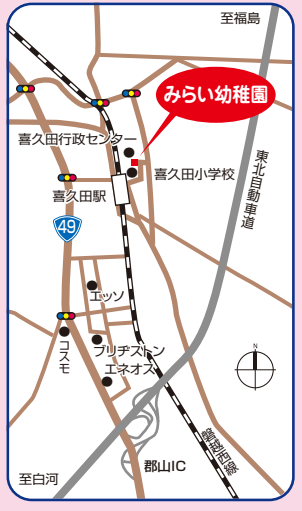 至福島
みらい幼稚園
喜久田行政センター
喜久田小学校
東北自動車道
喜久田駅
49
エッソ
コスモ
ブリヂストン
エネオス
N
磐越西線
郡山IC
至白河